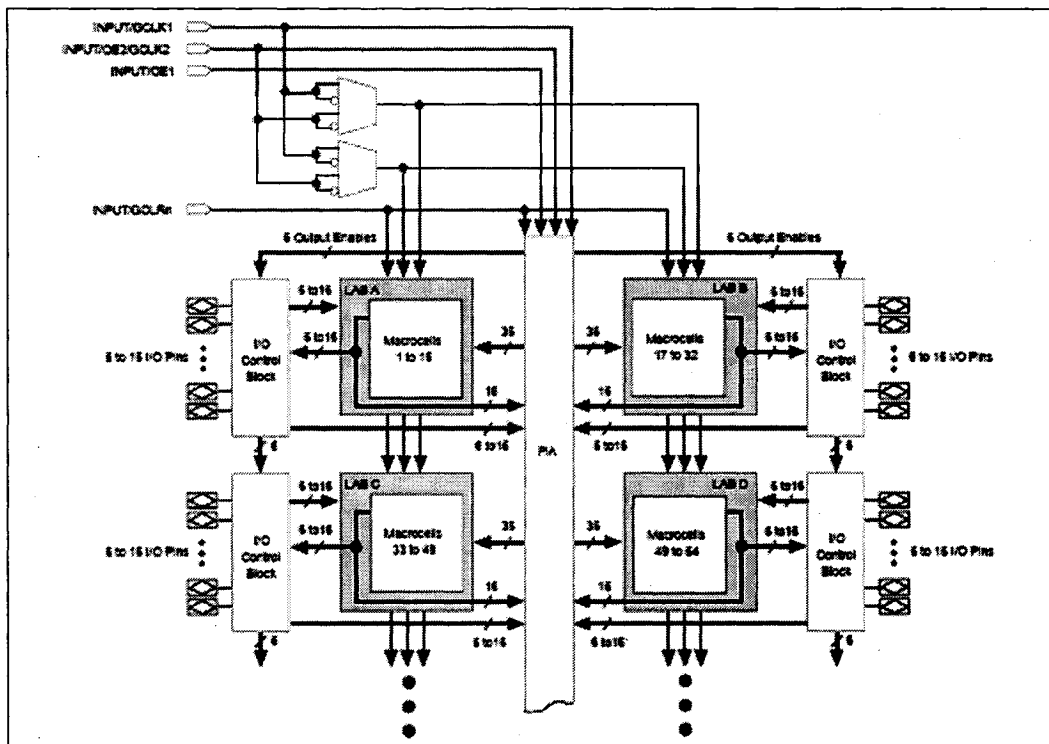 INPUT/GCLK1
INPUT/OE2/GCLK2
INPUT/OE1
INPUT/GCLRn
6 Output Enables
6 Output Enables
6 to 16
LAB A
LAB B
6 to 16
6 to 16 I/O Pins
I/O
Control
Block
6 to 16
Macrocells
1 to 16
36
36
Macrocells
17 to 32
6 to 16
I/O
Control
Block
6 to 16 I/O Pins
16
16
6
6 to 16
PIA
6 to 16
6
6 to 16
LAB C
LAB D
6 to 16
6 to 16 I/O Pins
I/O
Control
Block
6 to 16
Macrocells
33 to 48
36
36
Macrocells
49 to 64
6 to 16
I/O
Control
Block
6 to 16 I/O Pins
16
16
6
6 to 16
6 to 16
6